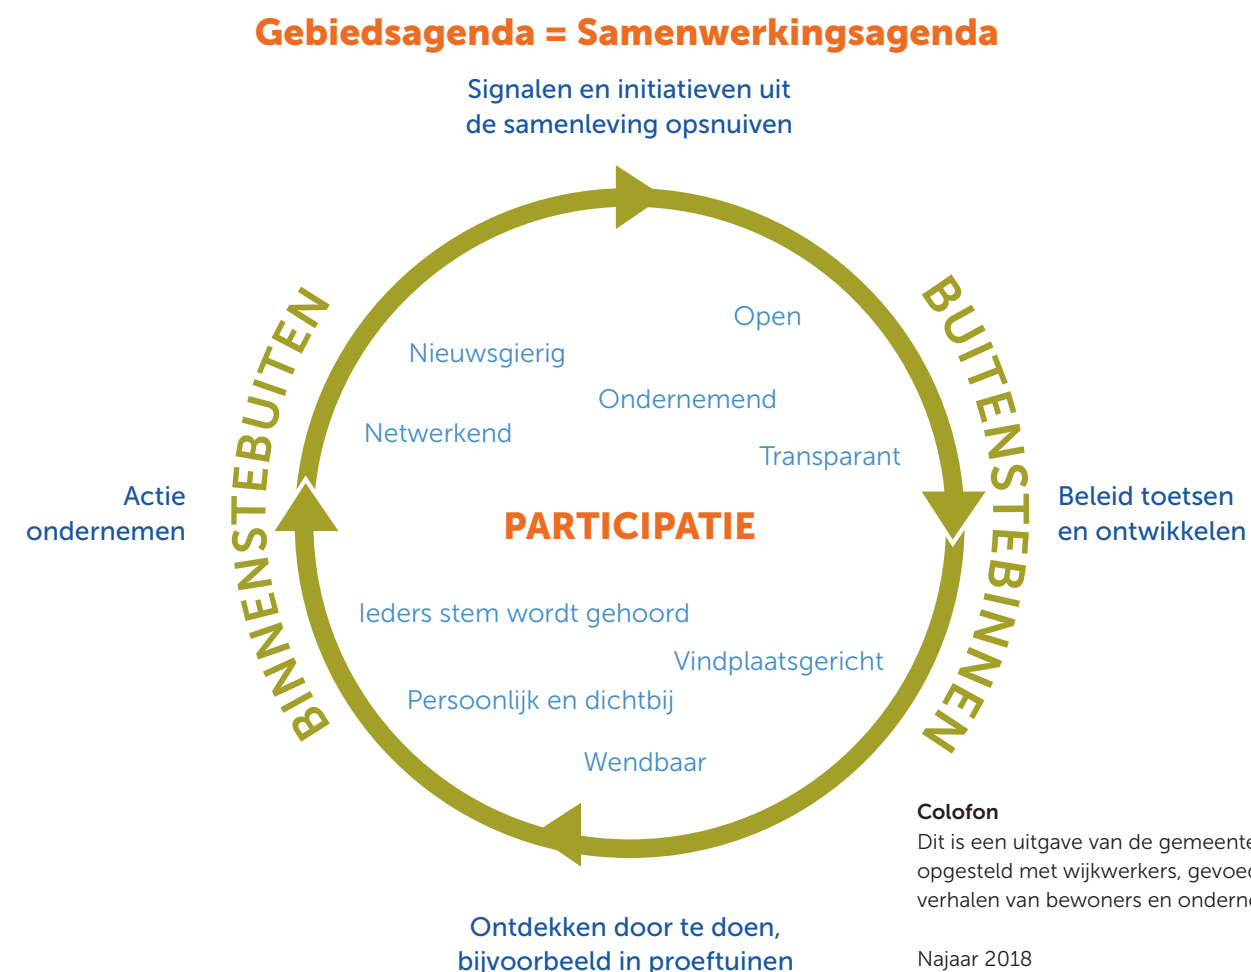 Gebiedsagenda = Samenwerkingsagenda
Signalen en initiatieven uit
de samenleving opsnuiven
BINNENSTEBUITEN
BUITENSTEBINNEN
Open
Nieuwsgierig
Ondernemend
Netwerkend
Transparant
Actie
ondernemen
PARTICIPATIE
Beleid toetsen
en ontwikkelen
Ieders stem wordt gehoord
Vindplaatsgericht
Persoonlijk en dichtbij
Wendbaar
Ontdekken door te doen,
bijvoorbeeld in proeftuinen
Colofon
Dit is een uitgave van de gemeente
opgesteld met wijkwerkers,
verhalen van bewoners en
Najaar 2018